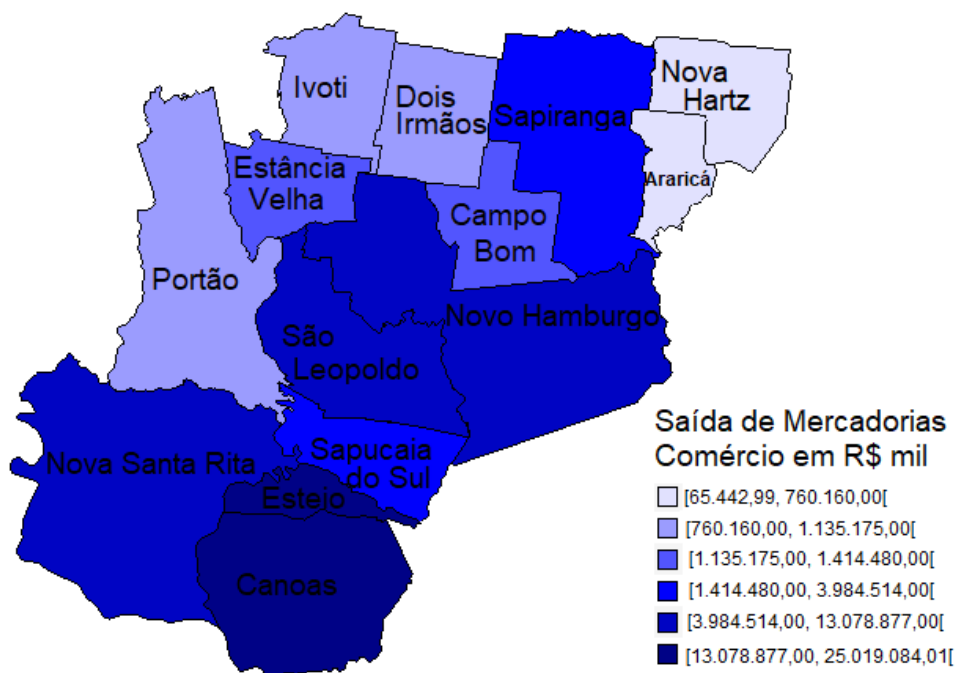 Ivoti
Dois
Irmãos
Sapiranga
Nova
Hartz
Araricá
Estância
Velha
Campo
Bom
Portão
Novo Hamburgo
São
Leopoldo
Nova Santa Rita
Sapucaia
do Sul
Esteio
Canoas
Saída de Mercadorias
Comércio em R$ mil
[65.442,99, 760.160,00[
[760.160,00, 1.135.175,00[
[1.135.175,00, 1.414.480,00[
[1.414.480,00, 3.984.514,00[
[3.984.514,00, 13.078.877,00[
[13.078.877,00, 25.019.084,01[